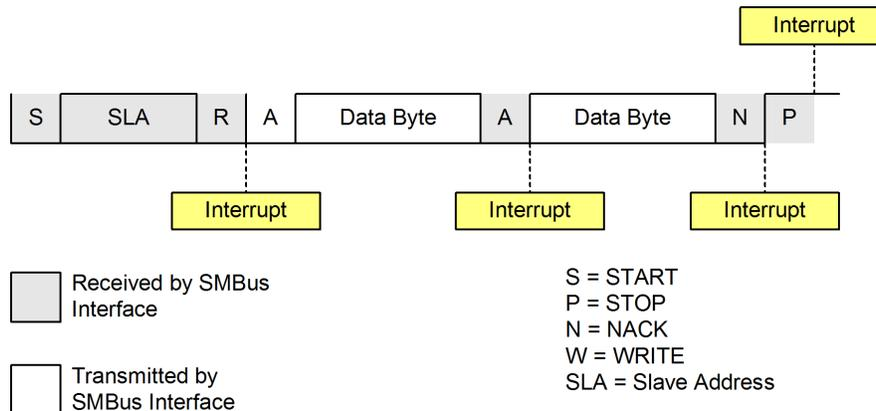 Interrupt
S SLA R A Data Byte A Data Byte N P
Interrupt Interrupt Interrupt
Received by SMBus
Interface
Transmitted by
SMBus Interface
S = START
P = STOP
N = NACK
W = WRITE
SLA = Slave Address